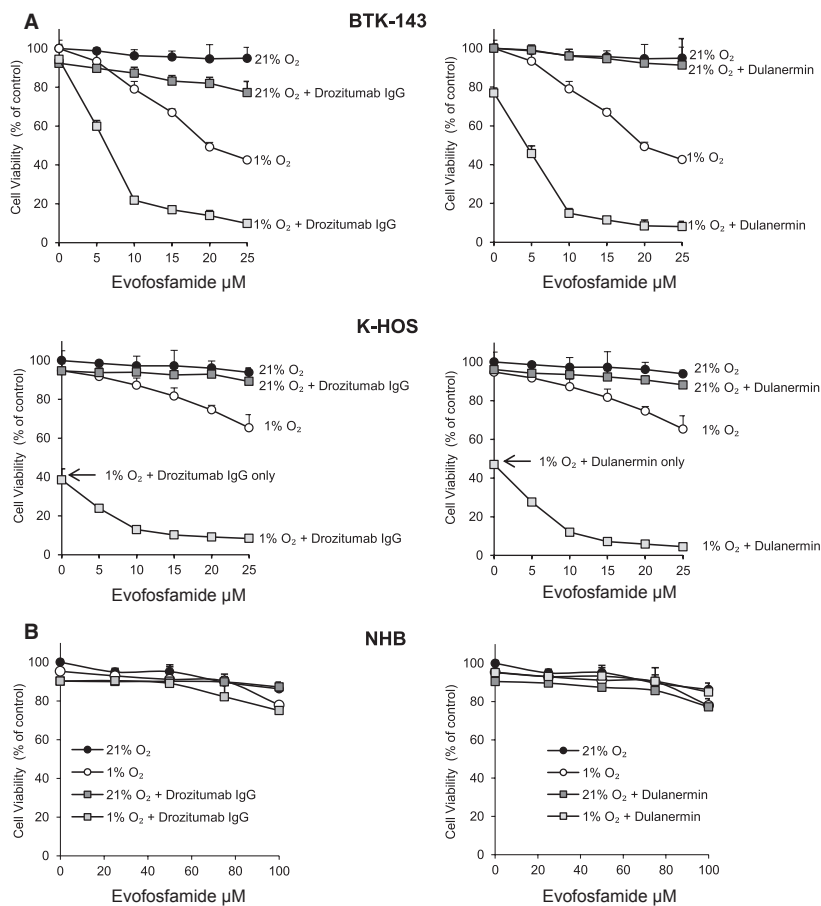 A
BTK-143
Cell Viability (% of control)
100
80
60
40
20
0
21% O₂
21% O₂ + Drozitumab IgG
1% O₂
1% O₂ + Drozitumab IgG
0 5 10 15 20 25
Evofosfamide µM
Cell Viability (% of control)
100
80
60
40
20
0
21% O₂
21% O₂ + Dulanermin
1% O₂
1% O₂ + Dulanermin
0 5 10 15 20 25
Evofosfamide µM
K-HOS
Cell Viability (% of control)
100
80
60
40
20
0
21% O₂
21% O₂ + Drozitumab IgG
1% O₂
1% O₂ + Drozitumab IgG only
1% O₂ + Drozitumab IgG
0 5 10 15 20 25
Evofosfamide µM
Cell Viability (% of control)
100
80
60
40
20
0
21% O₂
21% O₂ + Dulanermin
1% O₂
1% O₂ + Dulanermin only
1% O₂ + Dulanermin
0 5 10 15 20 25
Evofosfamide µM
B
NHB
Cell Viability (% of control)
100
80
60
40
20
0
21% O₂
1% O₂
21% O₂ + Drozitumab IgG
1% O₂ + Drozitumab IgG
0 20 40 60 80 100
Evofosfamide µM
Cell Viability (% of control)
100
80
60
40
20
0
21% O₂
1% O₂
21% O₂ + Dulanermin
1% O₂ + Dulanermin
0 20 40 60 80 100
Evofosfamide µM